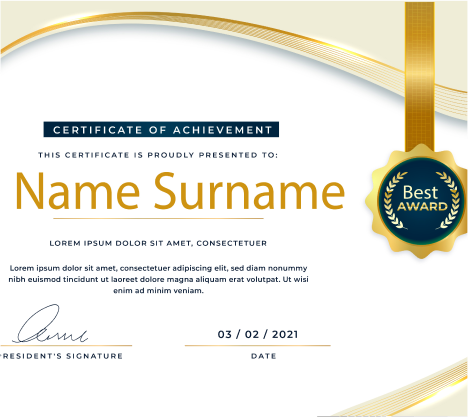 CERTIFICATE OF ACHIEVEMENT
THIS CERTIFICATE IS PROUDLY PRESENTED TO:
Name Surname
Best
AWARD
LOREM IPSUM DOLOR SIT AMET, CONSECTETUER
Lorem ipsum dolor sit amet, consectetuer adipiscing elit, sed diam nonummy
nibh euismod tincidunt ut laoreet dolore magna aliquam erat volutpat. Ut wisi
enim ad minim veniam.
03 / 02 / 2021
RESIDENT'S SIGNATURE
DATE